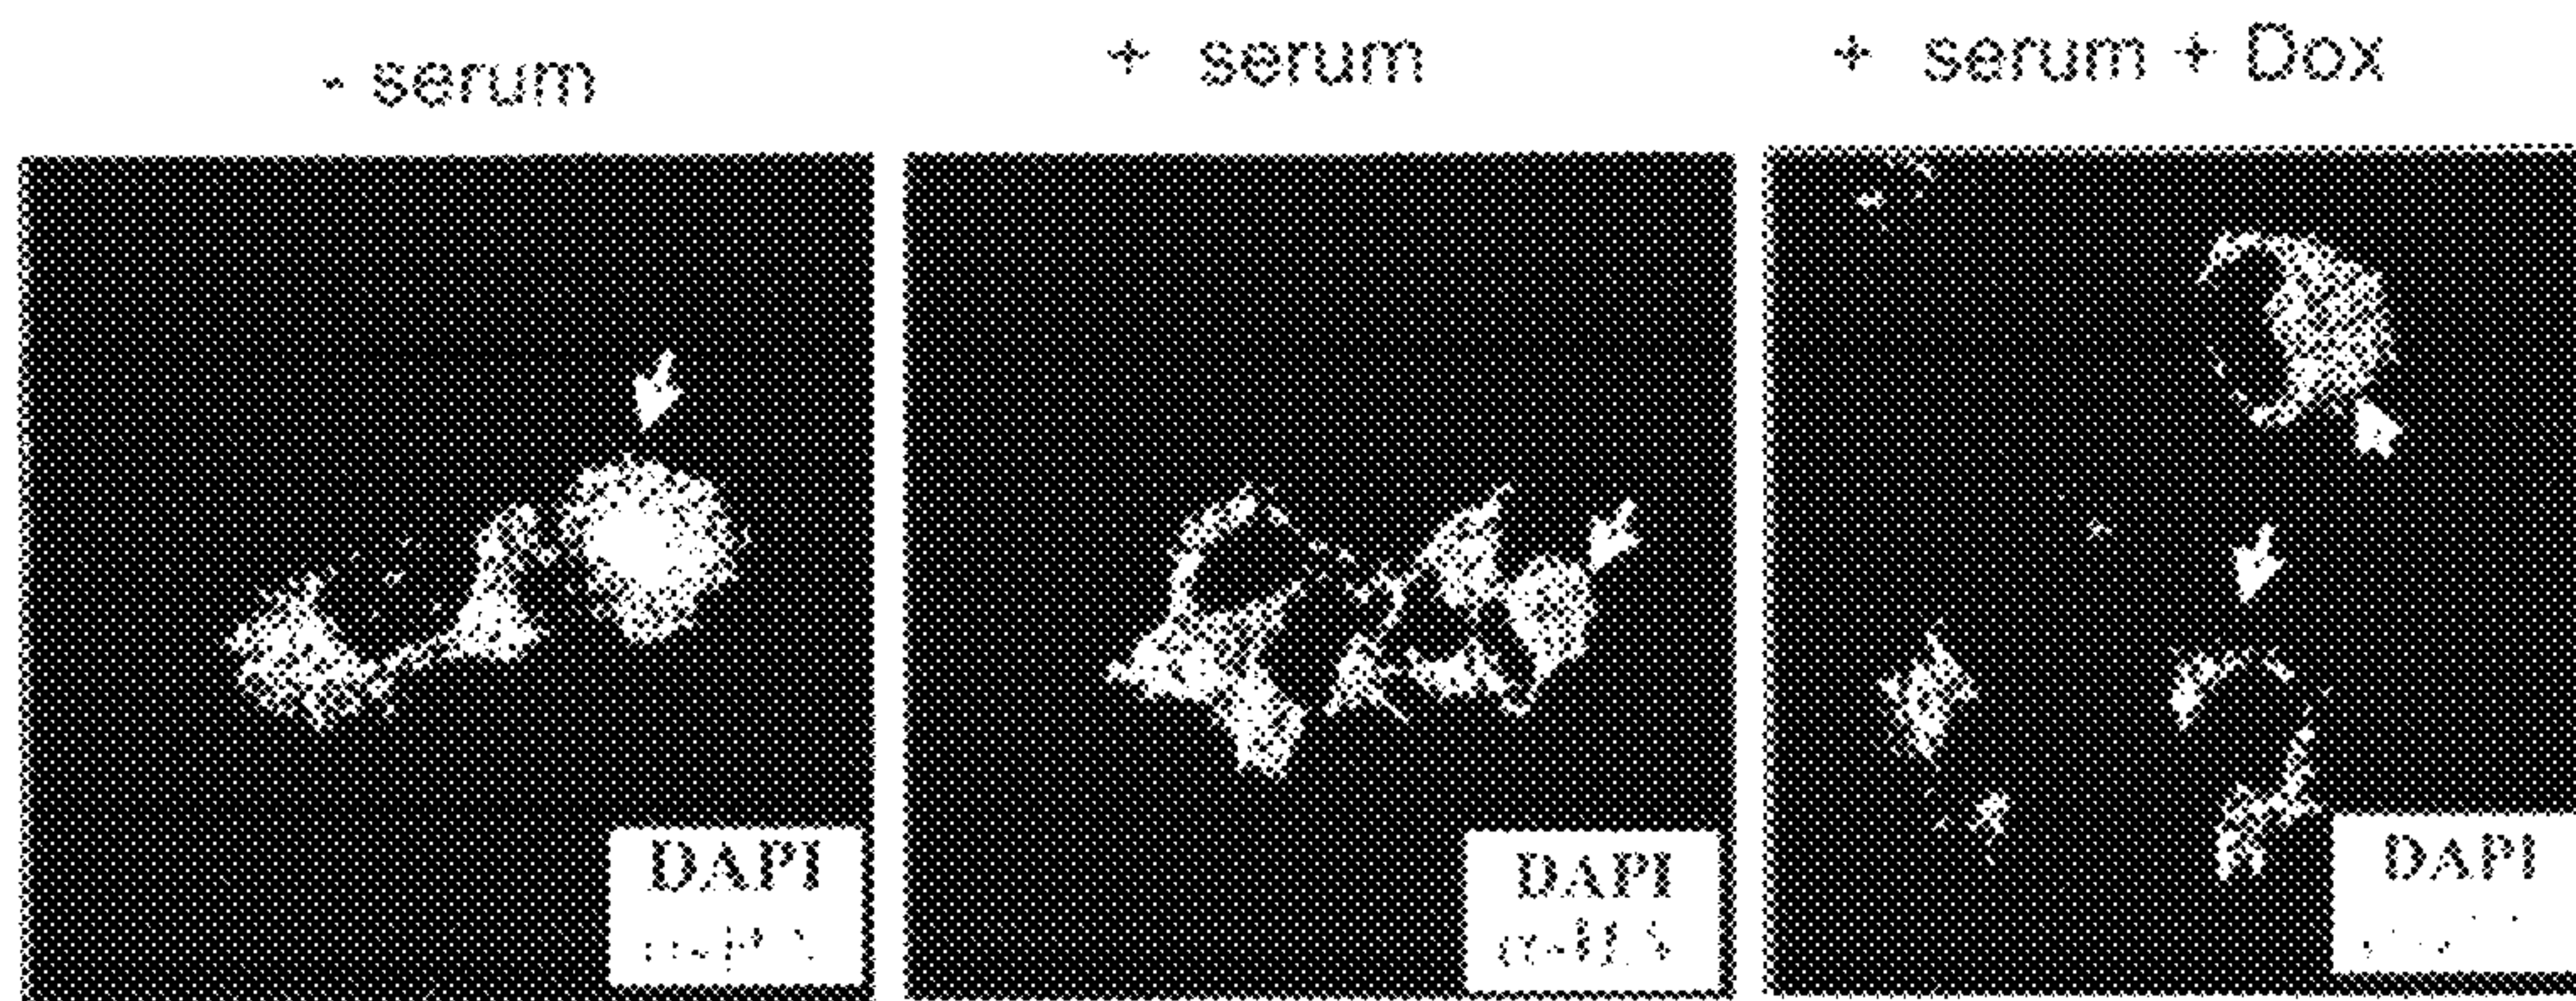 - serum
+ serum
+ serum + Dox
DAPI
DAPI
DAPI